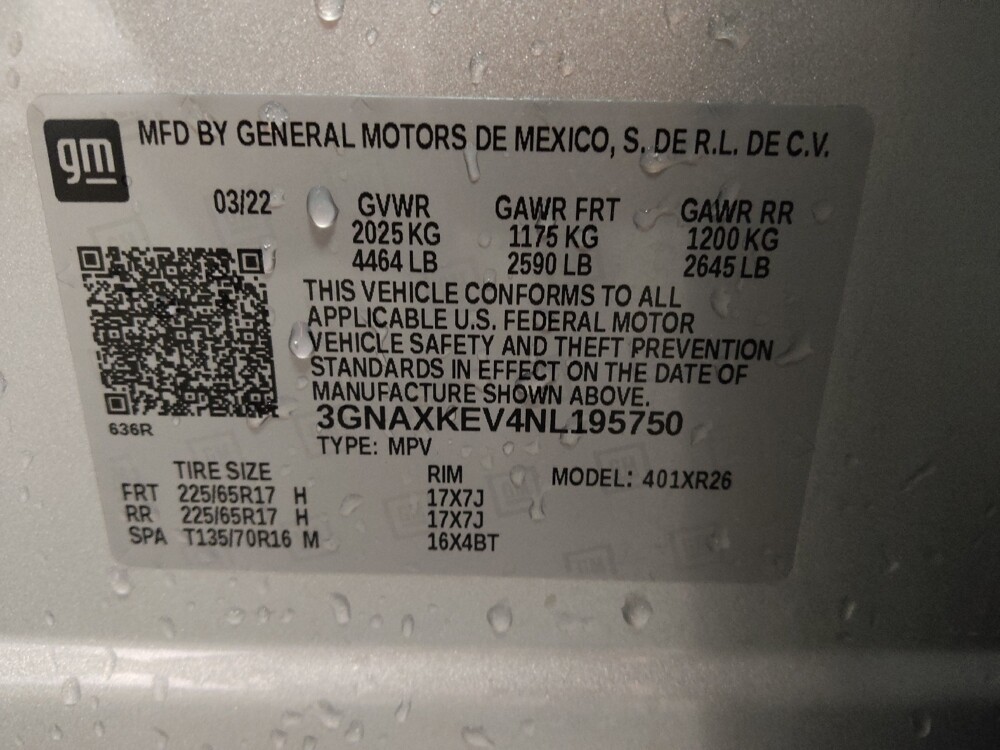 gm MFD BY GENERAL MOTORS DE MEXICO, S. DE R.L. DE C.V.
03/22 GVWR GAWR FRT GAWR RR
2025 KG 1175 KG 1200 KG
4464 LB 2590 LB 2645 LB
THIS VEHICLE CONFORMS TO ALL
APPLICABLE U.S. FEDERAL MOTOR
VEHICLE SAFETY AND THEFT PREVENTION
STANDARDS IN EFFECT ON THE DATE OF
MANUFACTURE SHOWN ABOVE.
3GNAXKEV4NL195750
636R
TYPE: MPV
TIRE SIZE RIM MODEL: 401XR26
FRT 225/65R17 H 17X7J
RR 225/65R17 H 17X7J
SPA T135/70R16 M 16X4BT